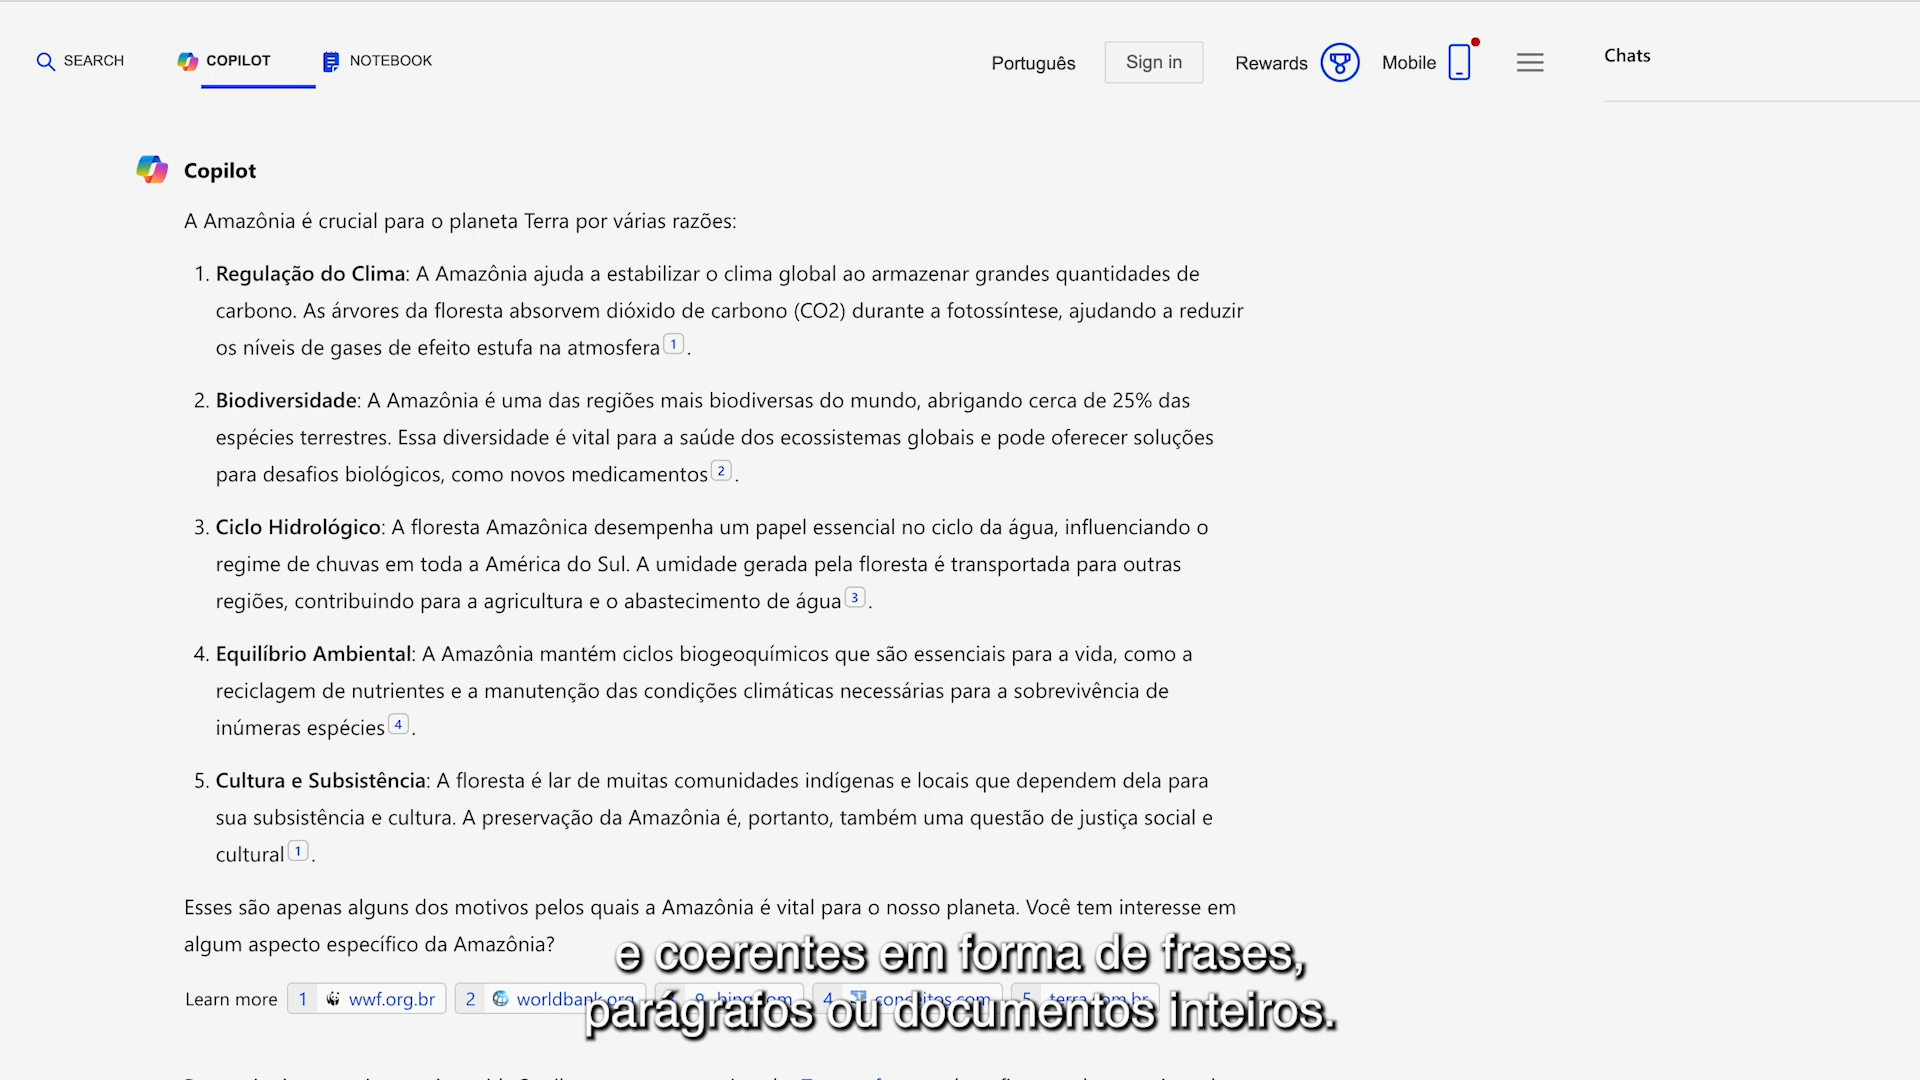 SEARCH
COPILOT
NOTEBOOK
Português
Sign in
Rewards
Mobile
Chats
Copilot
A Amazônia é crucial para o planeta Terra por várias razões:
1. Regulação do Clima: A Amazônia ajuda a estabilizar o clima global ao armazenar grandes quantidades de
carbono. As árvores da floresta absorvem dióxido de carbono (CO2) durante a fotossíntese, ajudando a reduzir
os níveis de gases de efeito estufa na atmosfera 1 .
2. Biodiversidade: A Amazônia é uma das regiões mais biodiversas do mundo, abrigando cerca de 25% das
espécies terrestres. Essa diversidade é vital para a saúde dos ecossistemas globais e pode oferecer soluções
para desafios biológicos, como novos medicamentos 2 .
3. Ciclo Hidrológico: A floresta Amazônica desempenha um papel essencial no ciclo da água, influenciando o
regime de chuvas em toda a América do Sul. A umidade gerada pela floresta é transportada para outras
regiões, contribuindo para a agricultura e o abastecimento de água 3 .
4. Equilíbrio Ambiental: A Amazônia mantém ciclos biogeoquímicos que são essenciais para a vida, como a
reciclagem de nutrientes e a manutenção das condições climáticas necessárias para a sobrevivência de
inúmeras espécies 4 .
5. Cultura e Subsistência: A floresta é lar de muitas comunidades indígenas e locais que dependem dela para
sua subsistência e cultura. A preservação da Amazônia é, portanto, também uma questão de justiça social e
cultural 1 .
Esses são apenas alguns dos motivos pelos quais a Amazônia é vital para o nosso planeta. Você tem interesse em
algum aspecto específico da Amazônia?
e coerentes em forma de frases,
Learn more 1 wwf.org.br 2 worldbank.org bing.com 4 conceitos.com 5 terra.com.br
parágrafos ou documentos inteiros.